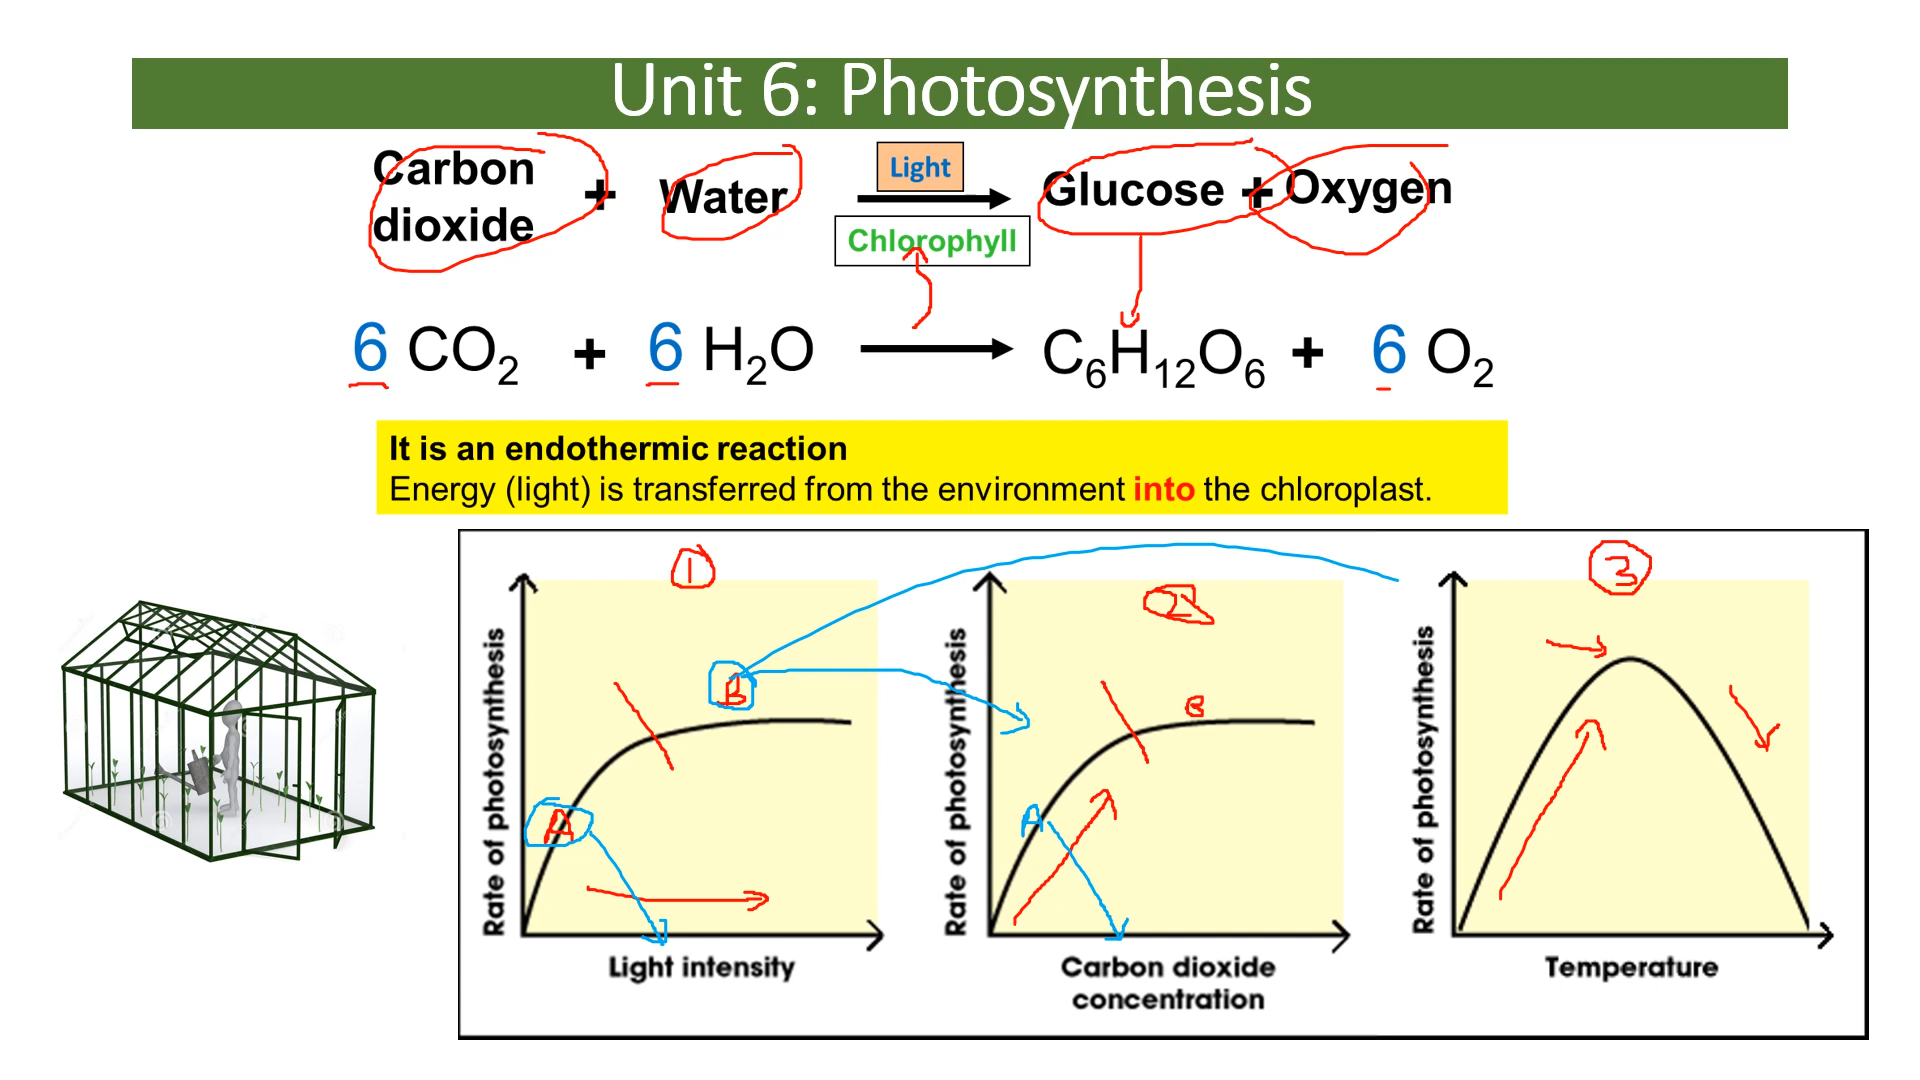 Unit 6: Photosynthesis
Carbon dioxide + Water Light Glucose + Oxygen
Chlorophyll
6 CO₂ + 6 H₂O → C₆H₁₂O₆ + 6 O₂
It is an endothermic reaction
Energy (light) is transferred from the environment into the chloroplast.
1
2
3
Rate of photosynthesis
A
B
Light intensity
Rate of photosynthesis
A
B
Carbon dioxide
concentration
Rate of photosynthesis
Temperature